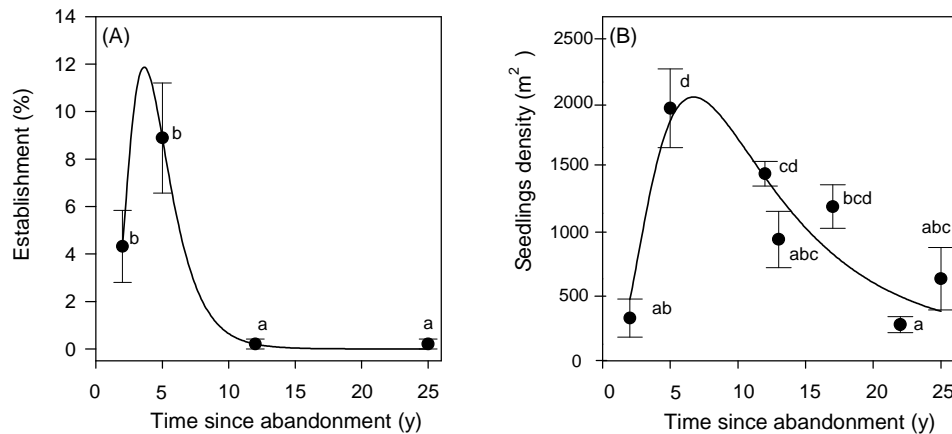 (A)
14
12
10
8
6
4
2
0
Establishment (%)
b
b
a
a
0 5 10 15 20 25
Time since abandonment (y)
(B)
2500
2000
1500
1000
500
0
Seedlings density (m²)
ab
d
cd
abc
bcd
a
abc
0 5 10 15 20 25
Time since abandonment (y)